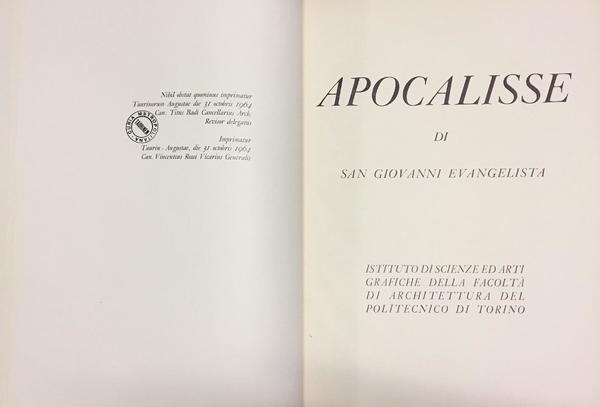 Nihil obstat quominus imprimatur
Taurinorum Augustae die 31 octobris 1964
Can. Titus Badi Cancellarius Arch.
Revisor delegatus
CURIA METROPOLITANA
Imprimatur
Taurin. Augustae, die 31 octobris 1964
Can. Vincentius Rossi Vicarius Generalis
APOCALISSE
DI
SAN GIOVANNI EVANGELISTA
ISTITUTO DI SCIENZE ED ARTI
GRAFICHE DELLA FACOLTÀ
DI ARCHITETTURA DEL
POLITECNICO DI TORINO